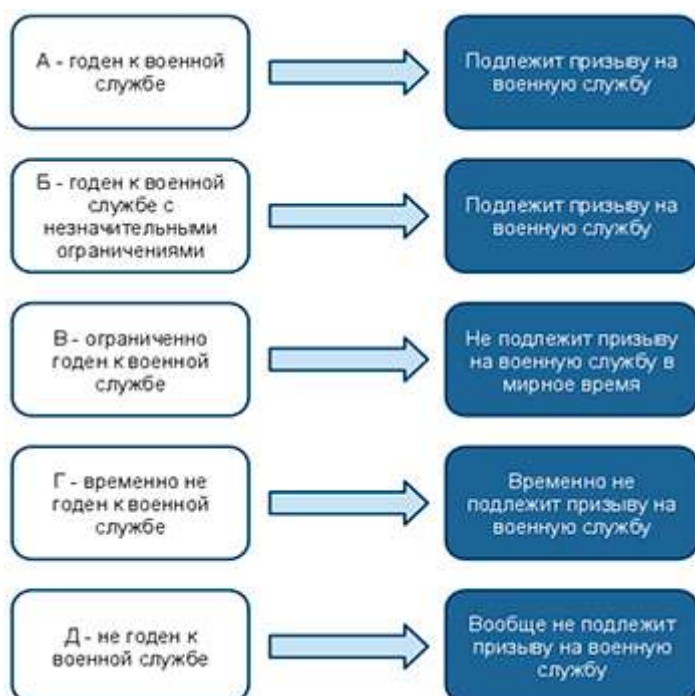 А - годен к военной
службе
Подлежит призыву на
военную службу
Б - годен к военной
службе с
незначительными
ограничениями
Подлежит призыву на
военную службу
В - ограниченно
годен к военной
службе
Не подлежит призыву
на военную службу в
мирное время
Г - временно не
годен к военной
службе
Временно не
подлежит призыву на
военную службу
Д - не годен к
военной службе
Вообще не подлежит
призыву на военную
службу